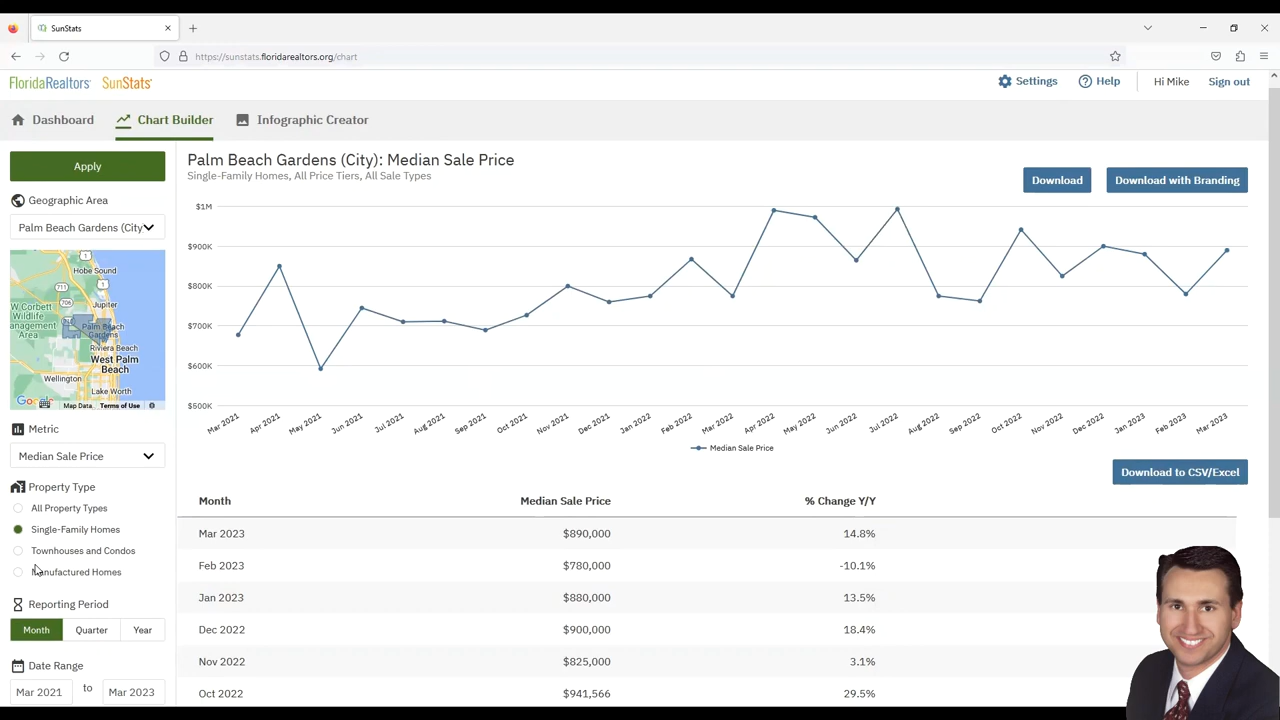 SunStats
https://sunstats.floridarealtors.org/chart
FloridaRealtors SunStats
Settings
Help
Hi Mike
Sign out
Dashboard
Chart Builder
Infographic Creator
Apply
Geographic Area
Palm Beach Gardens (City
Hobe Sound
1
711
1
W Corbett
Wildlife
Management
Area
706
Jupiter
Palm Beach
Gardens
Riviera Beach
West Palm
Beach
Wellington
Lake Worth
Google
Map Data
Terms of Use
Metric
Median Sale Price
Property Type
All Property Types
Single-Family Homes
Townhouses and Condos
Manufactured Homes
Reporting Period
Month Quarter Year
Date Range
Mar 2021 to Mar 2023
Palm Beach Gardens (City): Median Sale Price
Single-Family Homes, All Price Tiers, All Sale Types
Download
Download with Branding
$1M
$900K
$800K
$700K
$600K
$500K
Mar 2021 Apr 2021 May 2021 Jun 2021 Jul 2021 Aug 2021 Sep 2021 Oct 2021 Nov 2021 Dec 2021 Jan 2022 Feb 2022 Mar 2022 Apr 2022 May 2022 Jun 2022 Jul 2022 Aug 2022 Sep 2022 Oct 2022 Nov 2022 Dec 2022 Jan 2023 Feb 2023 Mar 2023
Median Sale Price
Download to CSV/Excel
Month Median Sale Price % Change Y/Y
Mar 2023 $890,000 14.8%
Feb 2023 $780,000 -10.1%
Jan 2023 $880,000 13.5%
Dec 2022 $900,000 18.4%
Nov 2022 $825,000 3.1%
Oct 2022 $941,566 29.5%